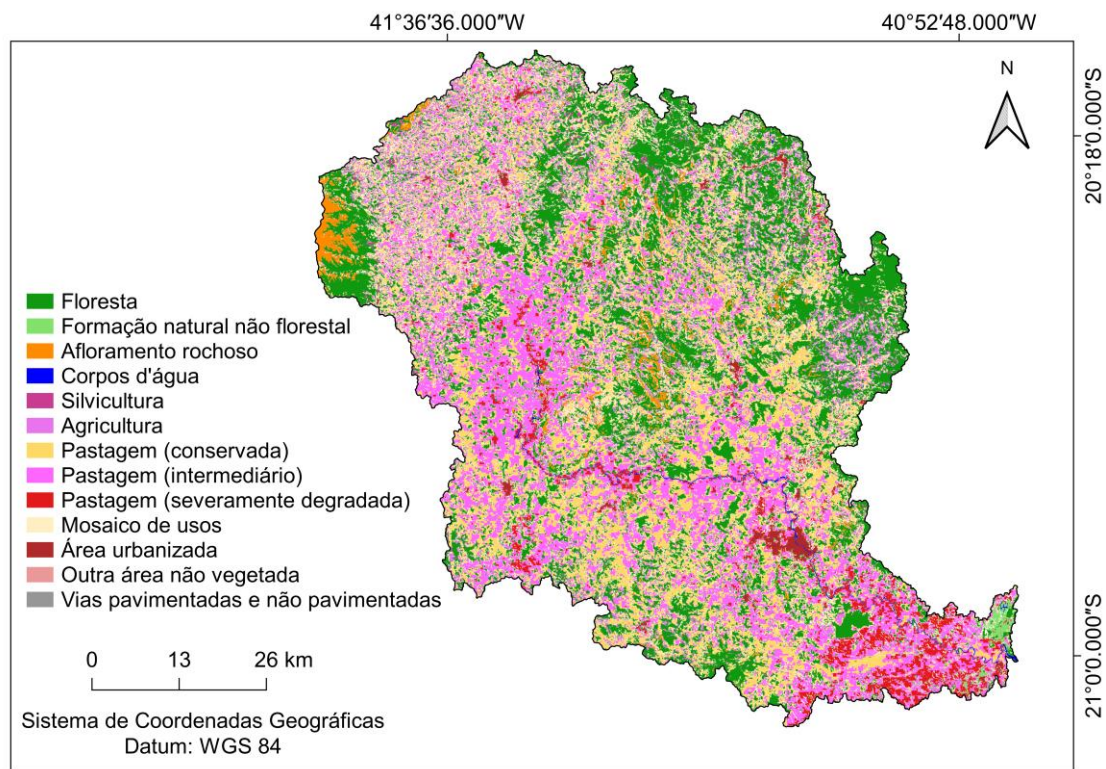 41°36′36.000″W
40°52′48.000″W
N
20°18′0.000″S
Floresta
Formação natural não florestal
Afloramento rochoso
Corpos d'água
Silvicultura
Agricultura
Pastagem (conservada)
Pastagem (intermediário)
Pastagem (severamente degradada)
Mosaico de usos
Área urbanizada
Outra área não vegetada
Vias pavimentadas e não pavimentadas
21°0′0.000″S
0 13 26 km
Sistema de Coordenadas Geográficas
Datum: WGS 84